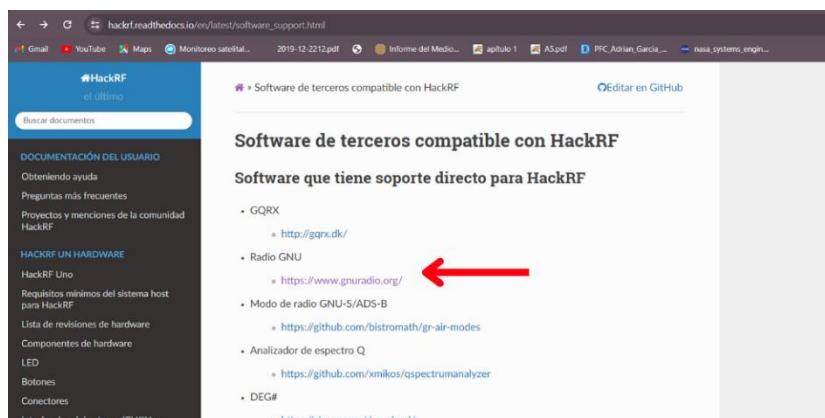 hackrf.readthedocs.io/en/latest/software_support.html
Gmail YouTube Maps Monitoreo satelital... 2019-12-2212.pdf Informe del Medio... apítulo 1 A5.pdf PFC_Adrian_Garcia_... nasa_systems_engin...
HackRF
el último
Buscar documentos
DOCUMENTACIÓN DEL USUARIO
Obteniendo ayuda
Preguntas más frecuentes
Proyectos y menciones de la comunidad
HackRF
HACKRF UN HARDWARE
HackRF Uno
Requisitos mínimos del sistema host
para HackRF
Lista de revisiones de hardware
Componentes de hardware
LED
Botones
Conectores
» Software de terceros compatible con HackRF
Editar en GitHub
Software de terceros compatible con HackRF
Software que tiene soporte directo para HackRF
• GQRX
http://gqrx.dk/
• Radio GNU
https://www.gnuradio.org/
• Modo de radio GNU-S/ADS-B
https://github.com/bistromath/gr-air-modes
• Analizador de espectro Q
https://github.com/xmikos/qspectrumanalyzer
• DEG#